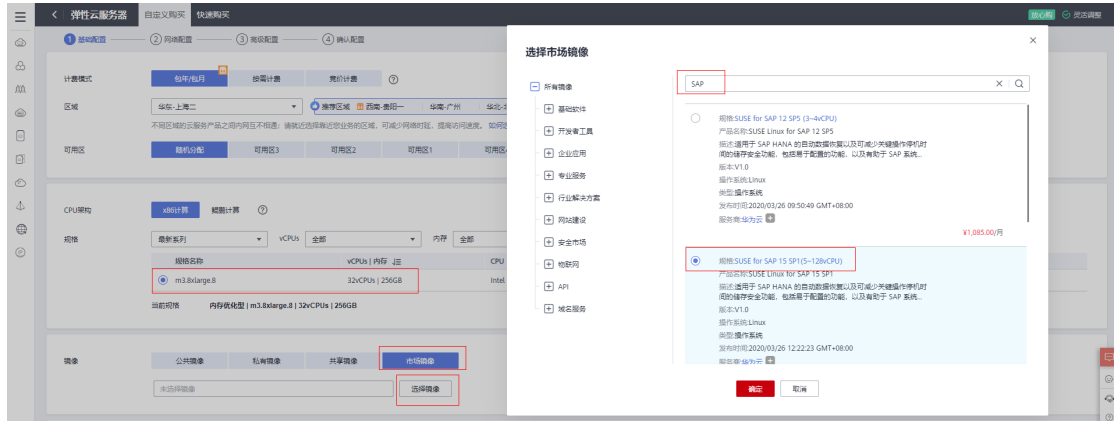 弹性云服务器 自定义购买 快速购买
放心购 灵活调整
1 基础配置 2 网络配置 3 高级配置 4 确认配置
计费模式 包年/包月 按需计费 竞价计费
区域 华东-上海二 推荐区域 西南-贵阳一 华南-广州
不同区域的云服务产品之间内网互不相通；请就近选择靠近您业务的区域，可减少网络时延，提高访问速度。
可用区 随机分配 可用区3 可用区2 可用区1
CPU架构 x86计算 鲲鹏计算
规格 最新系列 vCPUs 全部 内存 全部
规格名称 vCPUs | 内存 CPU
m3.8xlarge.8 32vCPUs | 256GB Intel
当前规格 内存优化型 | m3.8xlarge.8 | 32vCPUs | 256GB
镜像 公共镜像 私有镜像 共享镜像 市场镜像
未选择镜像 选择镜像
选择市场镜像
所有镜像
基础软件
开发者工具
企业应用
专业服务
行业解决方案
网站建设
安全市场
物联网
API
域名服务
SAP
规格:SUSE for SAP 12 SP5 (3~4vCPU)
产品名称:SUSE Linux for SAP 12 SP5
描述:适用于 SAP HANA 的自动数据恢复以及可减少关键操作停机时
间的储存安全功能，包括易于配置的功能，以及有助于 SAP 系统...
版本:V1.0
操作系统:Linux
类型:操作系统
发布时间:2020/03/26 09:50:49 GMT+08:00
服务商:华为云
¥1,085.00/月
规格:SUSE for SAP 15 SP1(5~128vCPU)
产品名称:SUSE Linux for SAP 15 SP1
描述:适用于 SAP HANA 的自动数据恢复以及可减少关键操作停机时
间的储存安全功能，包括易于配置的功能，以及有助于 SAP 系统...
版本:V1.0
操作系统:Linux
类型:操作系统
发布时间:2020/03/26 12:22:23 GMT+08:00
服务商:华为云
确定 取消